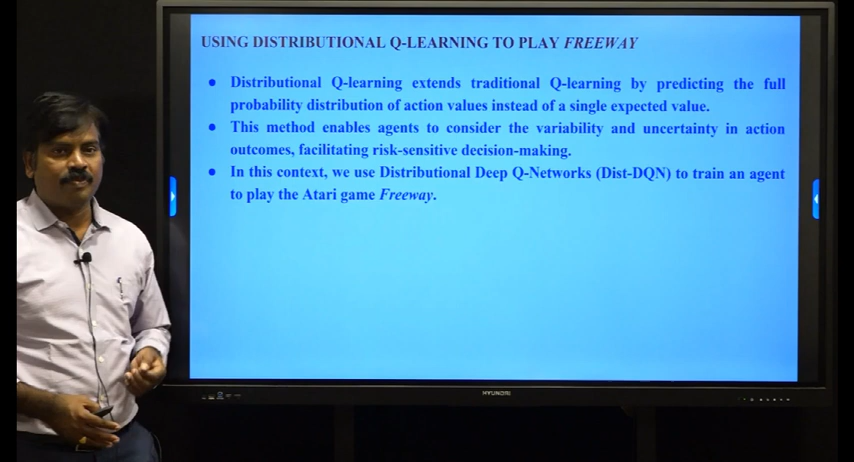 USING DISTRIBUTIONAL Q-LEARNING TO PLAY FREEWAY
● Distributional Q-learning extends traditional Q-learning by predicting the full
probability distribution of action values instead of a single expected value.
● This method enables agents to consider the variability and uncertainty in action
outcomes, facilitating risk-sensitive decision-making.
● In this context, we use Distributional Deep Q-Networks (Dist-DQN) to train an agent
to play the Atari game Freeway.
HYUNDAI